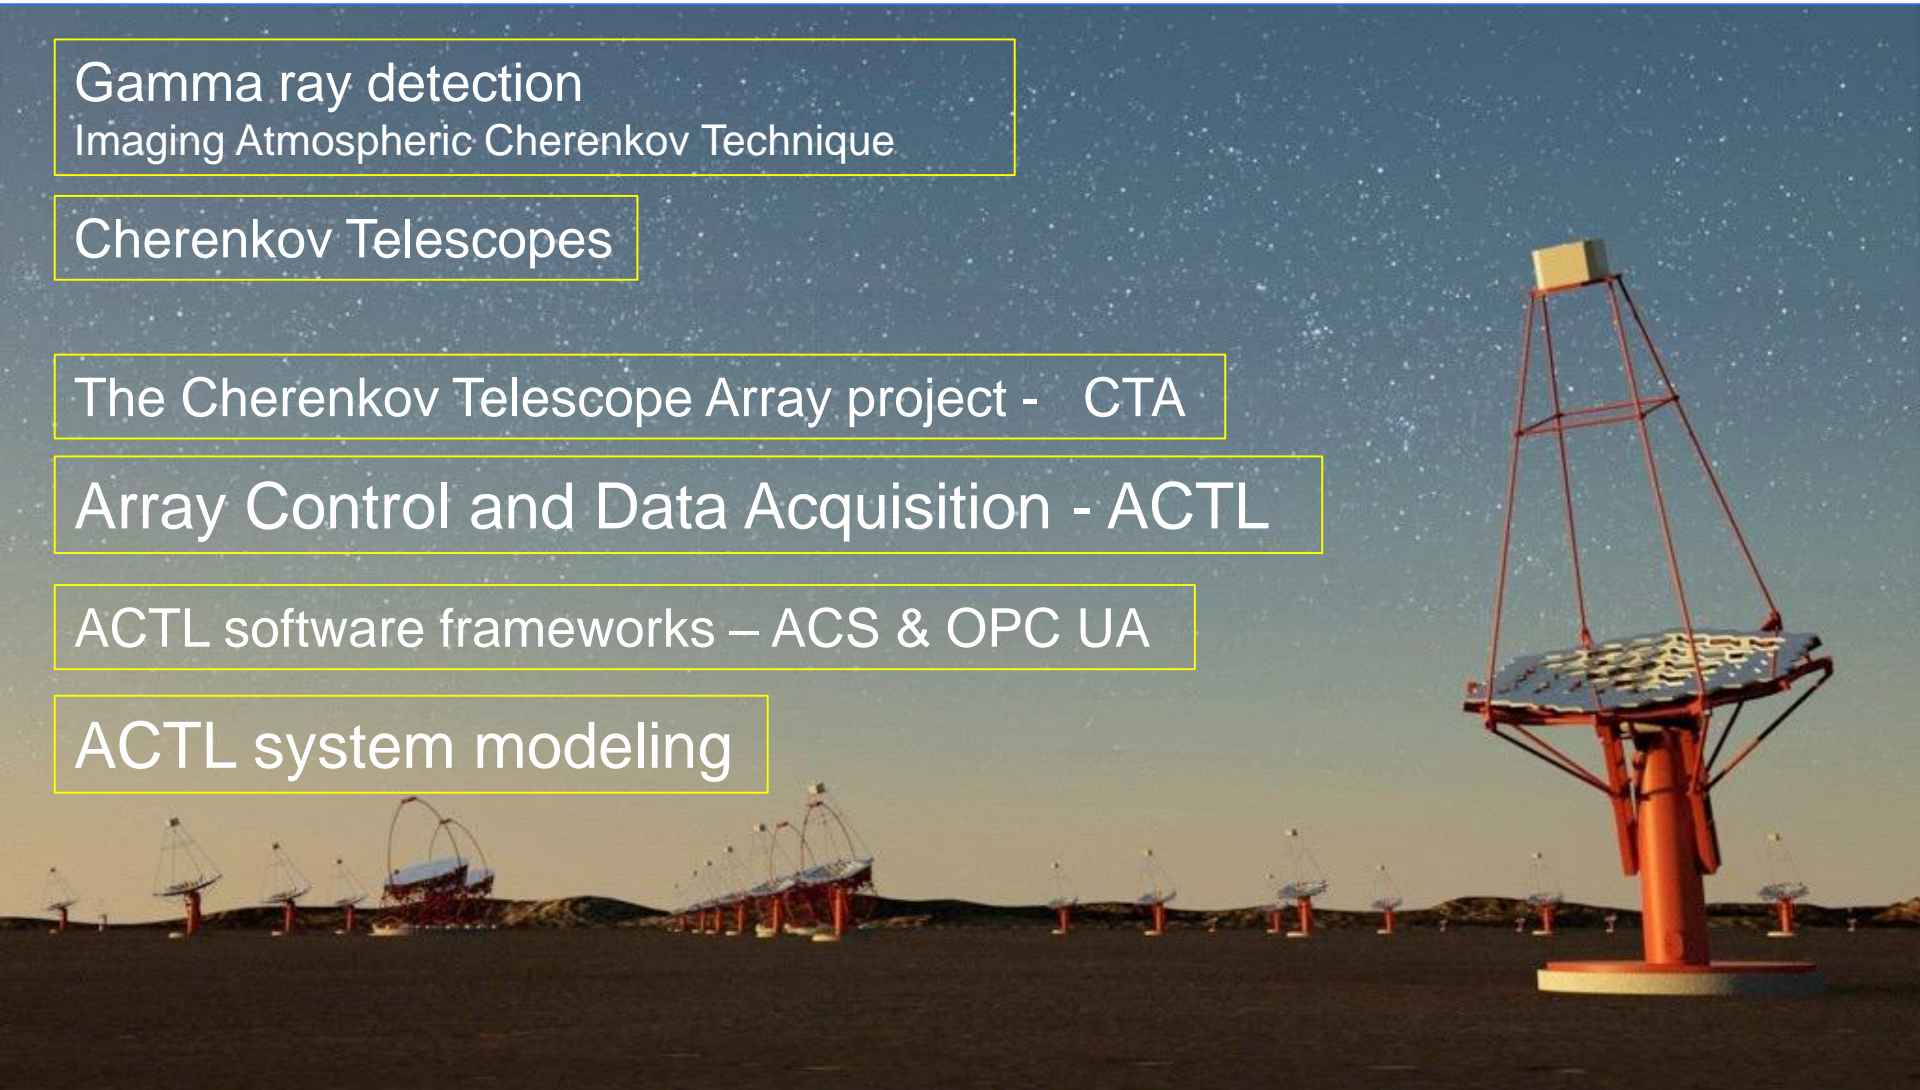 Gamma ray detection
Imaging Atmospheric Cherenkov Technique
Cherenkov Telescopes
The Cherenkov Telescope Array project - CTA
Array Control and Data Acquisition - ACTL
ACTL software frameworks – ACS & OPC UA
ACTL system modeling